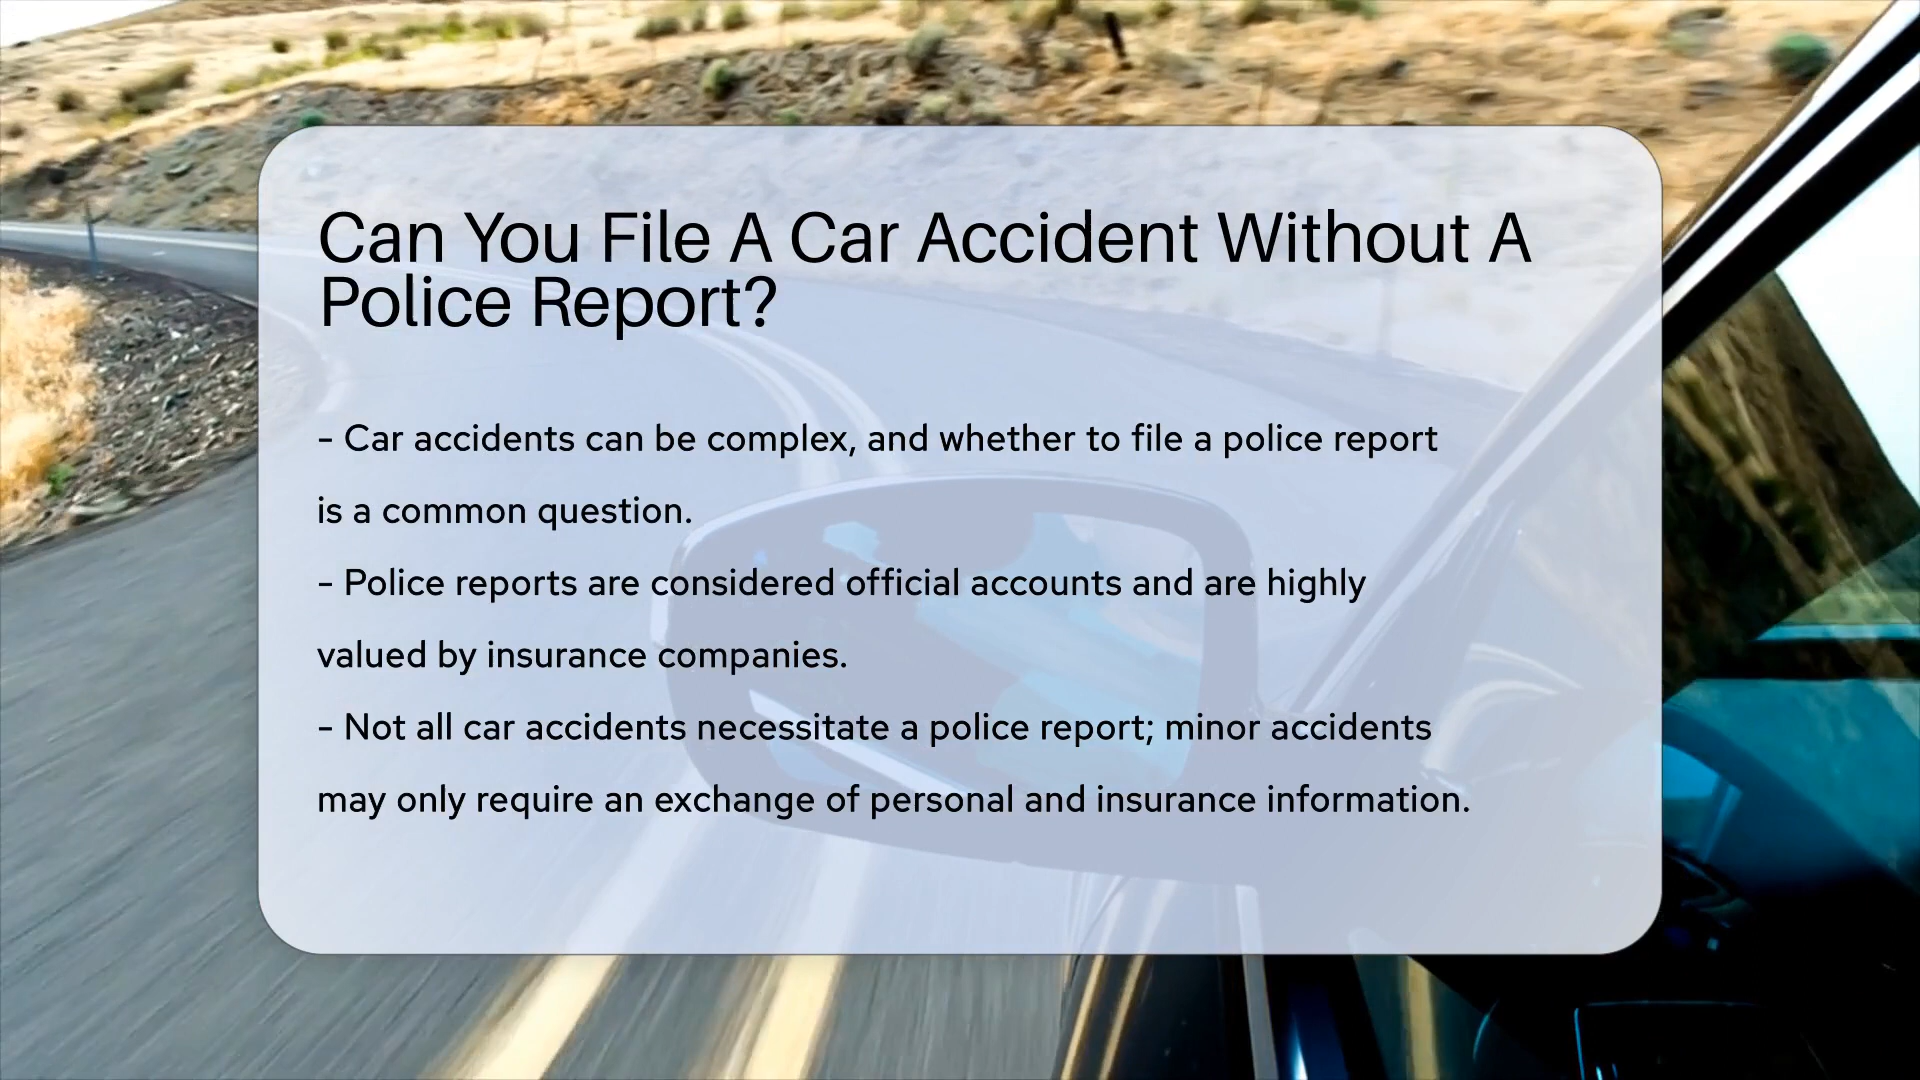 Can You File A Car Accident Without A
Police Report?
– Car accidents can be complex, and whether to file a police report
is a common question.
– Police reports are considered official accounts and are highly
valued by insurance companies.
– Not all car accidents necessitate a police report; minor accidents
may only require an exchange of personal and insurance information.